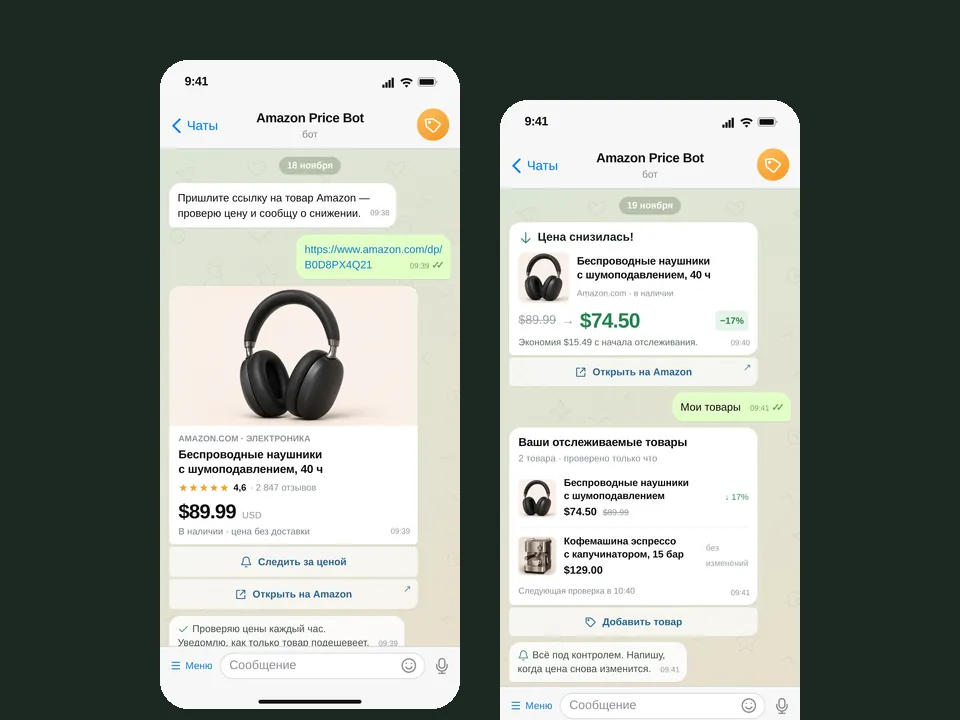 9:41
Чаты
Amazon Price Bot
бот
18 ноября
Пришлите ссылку на товар Amazon —
проверю цену и сообщу о снижении. 09:38
https://www.amazon.com/dp/
B0D8PX4Q21 09:39
AMAZON.COM · ЭЛЕКТРОНИКА
Беспроводные наушники
с шумоподавлением, 40 ч
★★★★★ 4,6 · 2 847 отзывов
$89.99 USD
В наличии · цена без доставки 09:39
Следить за ценой
Открыть на Amazon
Проверяю цены каждый час.
Уведомлю, как только товар подешевеет. 09:39
Меню
Сообщение
9:41
Чаты
Amazon Price Bot
бот
19 ноября
↓ Цена снизилась!
Беспроводные наушники
с шумоподавлением, 40 ч
Amazon.com · в наличии
$89.99 → $74.50 −17%
Экономия $15.49 с начала отслеживания. 09:40
Открыть на Amazon
Мои товары 09:41
Ваши отслеживаемые товары
2 товара · проверено только что
Беспроводные наушники
с шумоподавлением
$74.50 $89.99
↓ 17%
Кофемашина эспрессо
с капучинатором, 15 бар
$129.00
без
изменений
Следующая проверка в 10:40 09:41
Добавить товар
Всё под контролем. Напишу,
когда цена снова изменится. 09:41
Меню
Сообщение